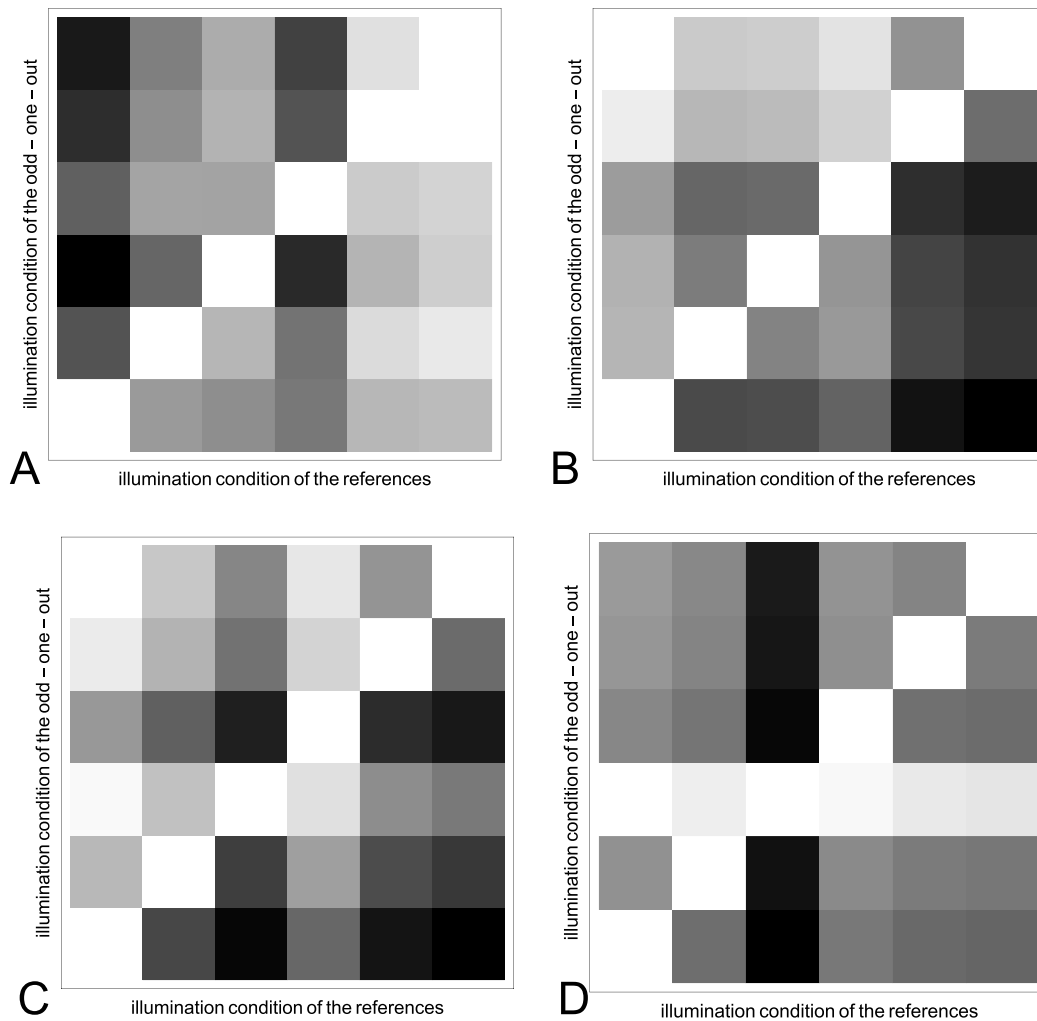 illumination condition of the odd – one – out
A
illumination condition of the references
illumination condition of the odd – one – out
B
illumination condition of the references
illumination condition of the odd – one – out
C
illumination condition of the references
illumination condition of the odd – one – out
D
illumination condition of the references